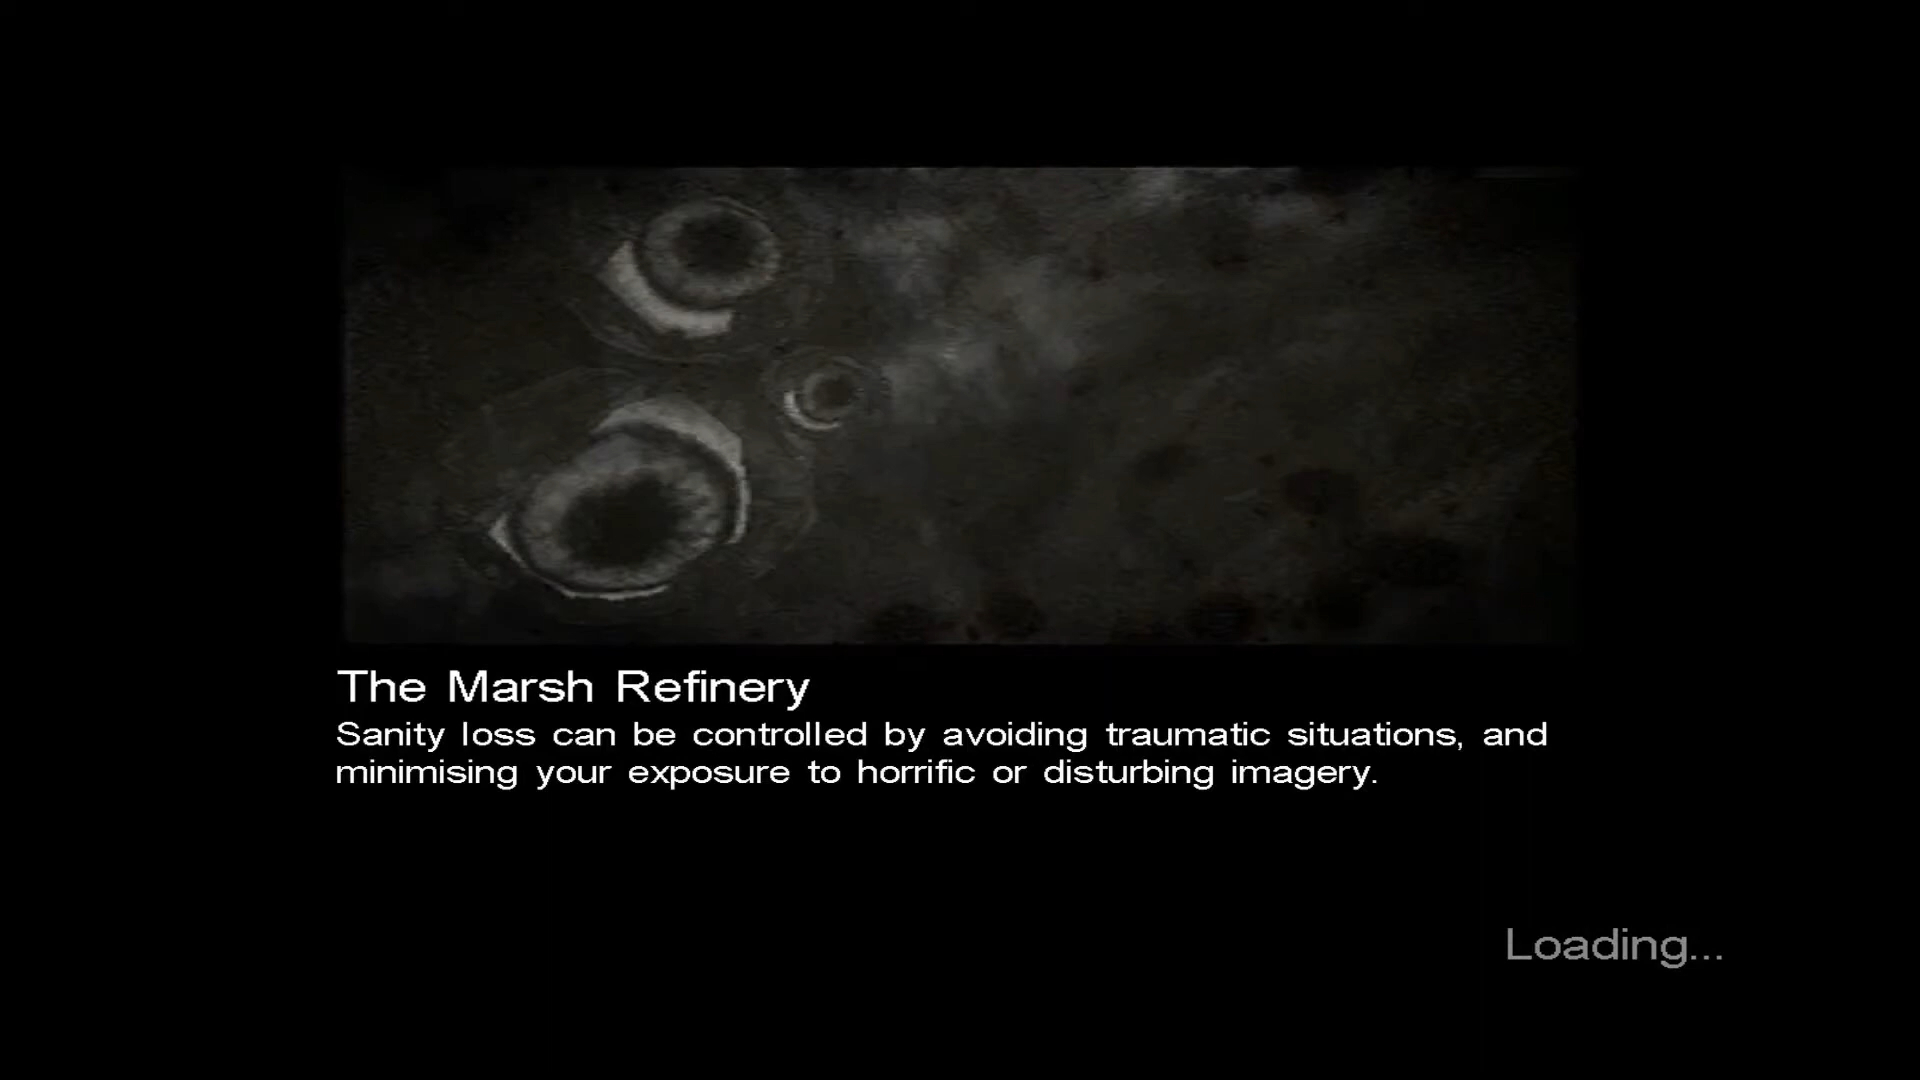 The Marsh Refinery
Sanity loss can be controlled by avoiding traumatic situations, and
minimising your exposure to horrific or disturbing imagery.
Loading...